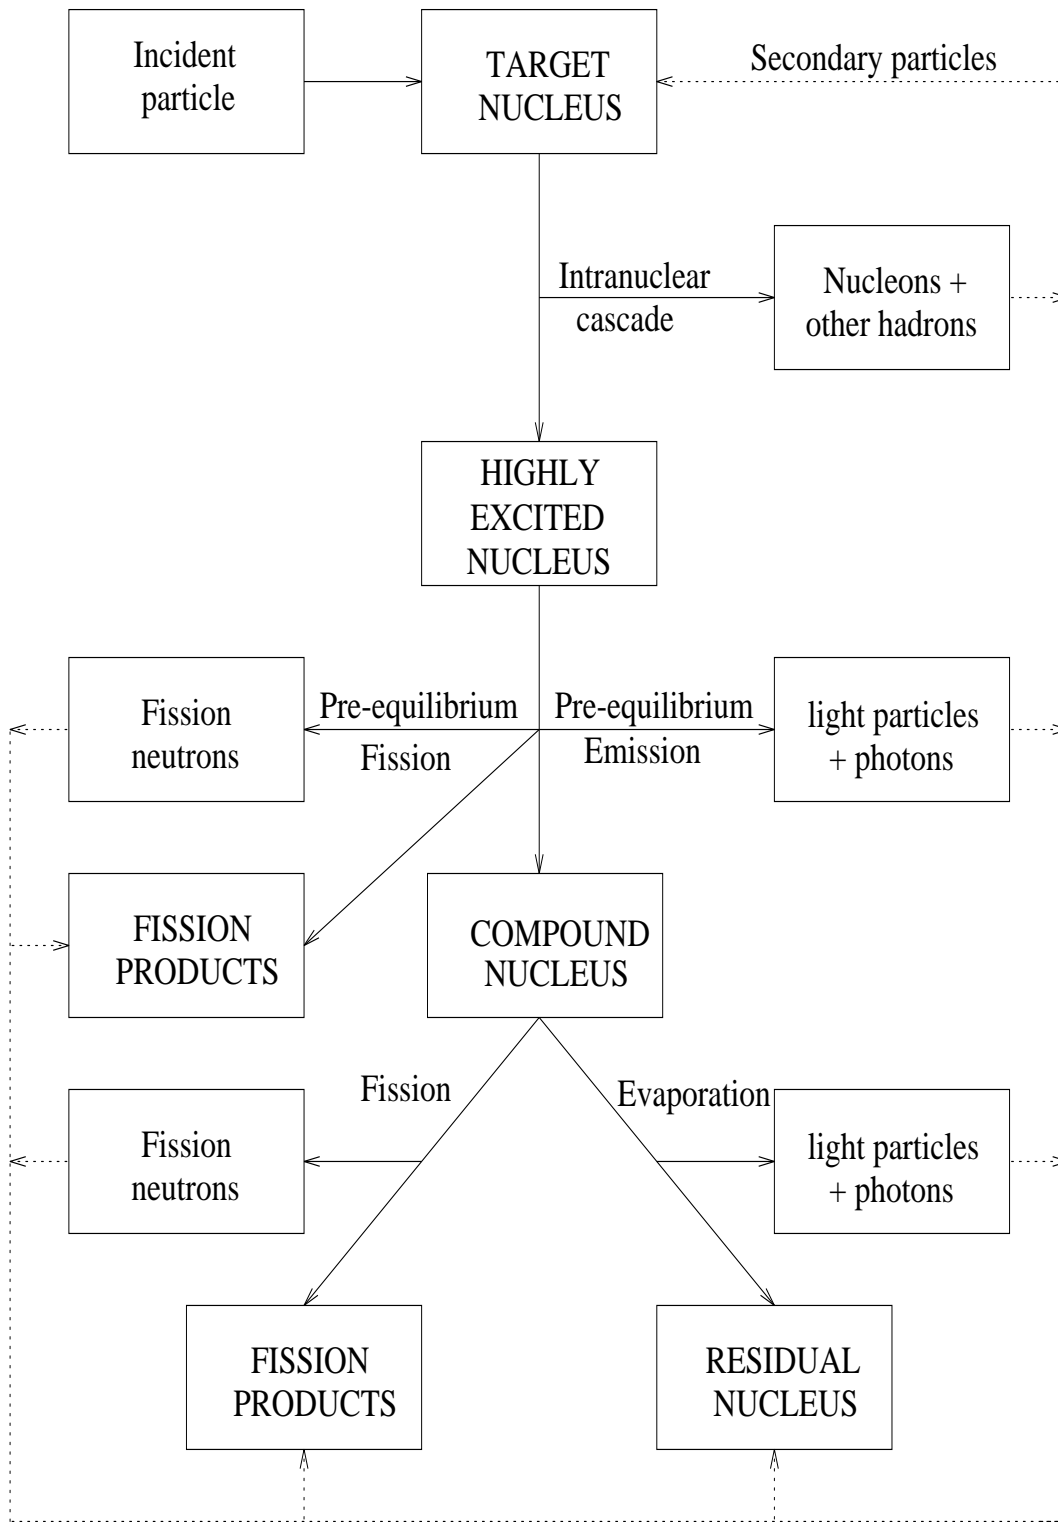 Incident
particle
TARGET
NUCLEUS
Secondary particles
Intranuclear
cascade
Nucleons +
other hadrons
HIGHLY
EXCITED
NUCLEUS
Fission
neutrons
Pre-equilibrium
Fission
Pre-equilibrium
Emission
light particles
+ photons
FISSION
PRODUCTS
COMPOUND
NUCLEUS
Fission
Evaporation
Fission
neutrons
light particles
+ photons
FISSION
PRODUCTS
RESIDUAL
NUCLEUS